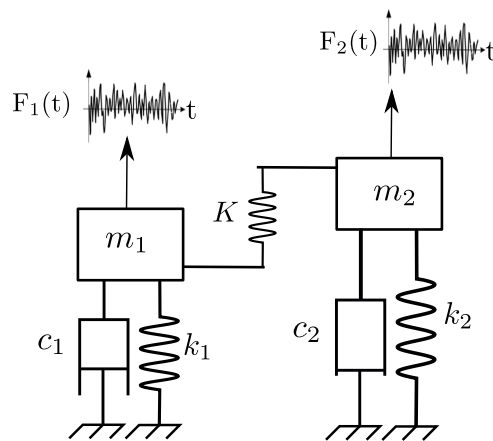 F₂(t)
t
F₁(t)
t
K
m₂
m₁
c₁
k₁
c₂
k₂